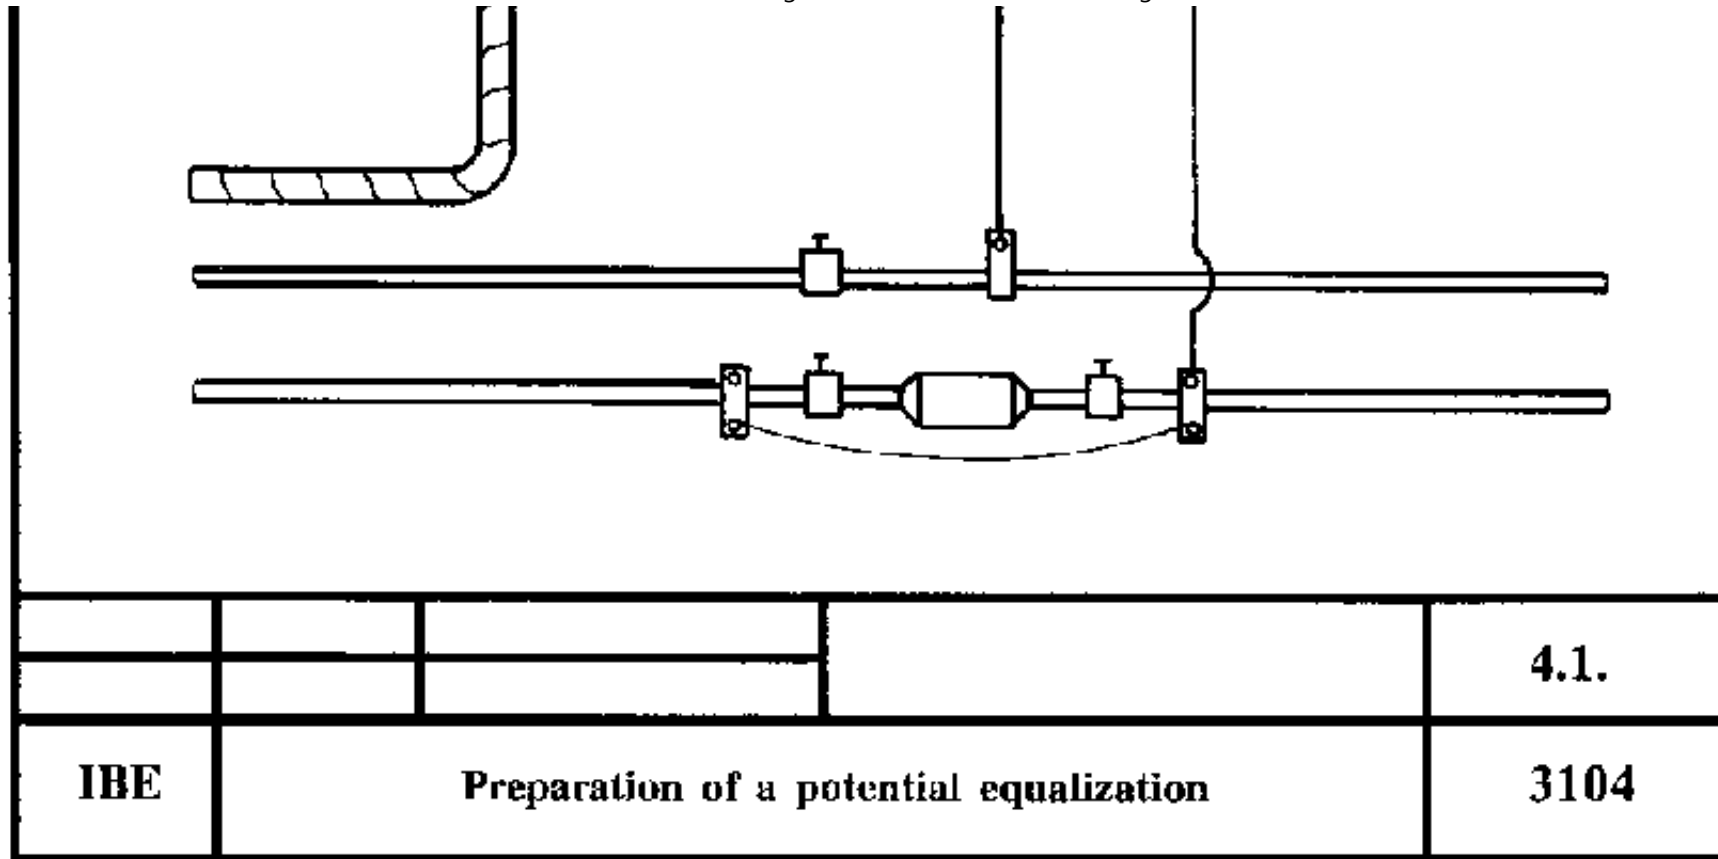 4.1.
IBE
Preparation of a potential equalization
3104